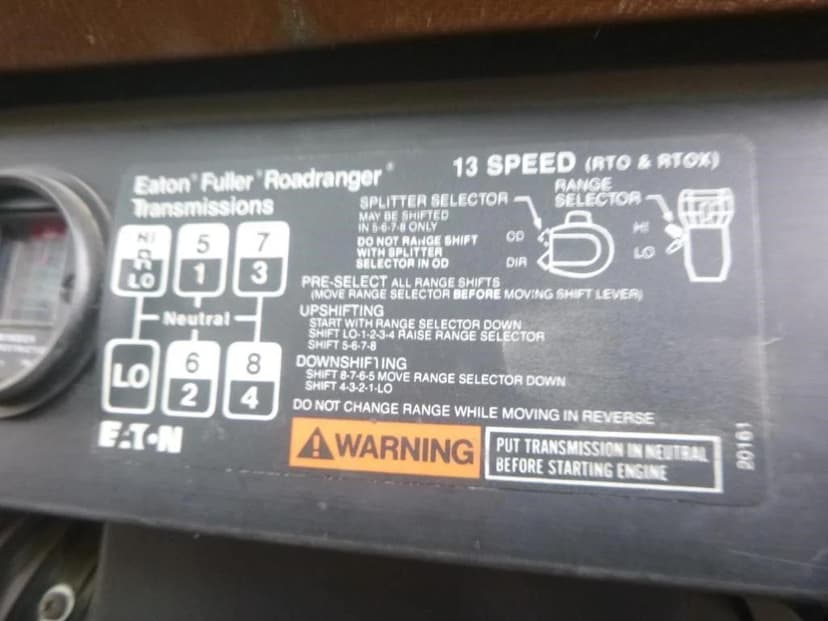 Eaton® Fuller® Roadranger®
Transmissions
13 SPEED (RTO & RTOX)
SPLITTER SELECTOR
MAY BE SHIFTED
IN 5-6-7-8 ONLY
DO NOT RANGE SHIFT
WITH SPLITTER
SELECTOR IN OD
RANGE
SELECTOR
OD
DIR
HI
LO
HI
R
LO
5
1
7
3
Neutral
LO
6
2
8
4
PRE-SELECT ALL RANGE SHIFTS
(MOVE RANGE SELECTOR BEFORE MOVING SHIFT LEVER)
UPSHIFTING
START WITH RANGE SELECTOR DOWN
SHIFT LO-1-2-3-4 RAISE RANGE SELECTOR
SHIFT 5-6-7-8
DOWNSHIFTING
SHIFT 8-7-6-5 MOVE RANGE SELECTOR DOWN
SHIFT 4-3-2-1-LO
DO NOT CHANGE RANGE WHILE MOVING IN REVERSE
EATON
WARNING
PUT TRANSMISSION IN NEUTRAL
BEFORE STARTING ENGINE
20161